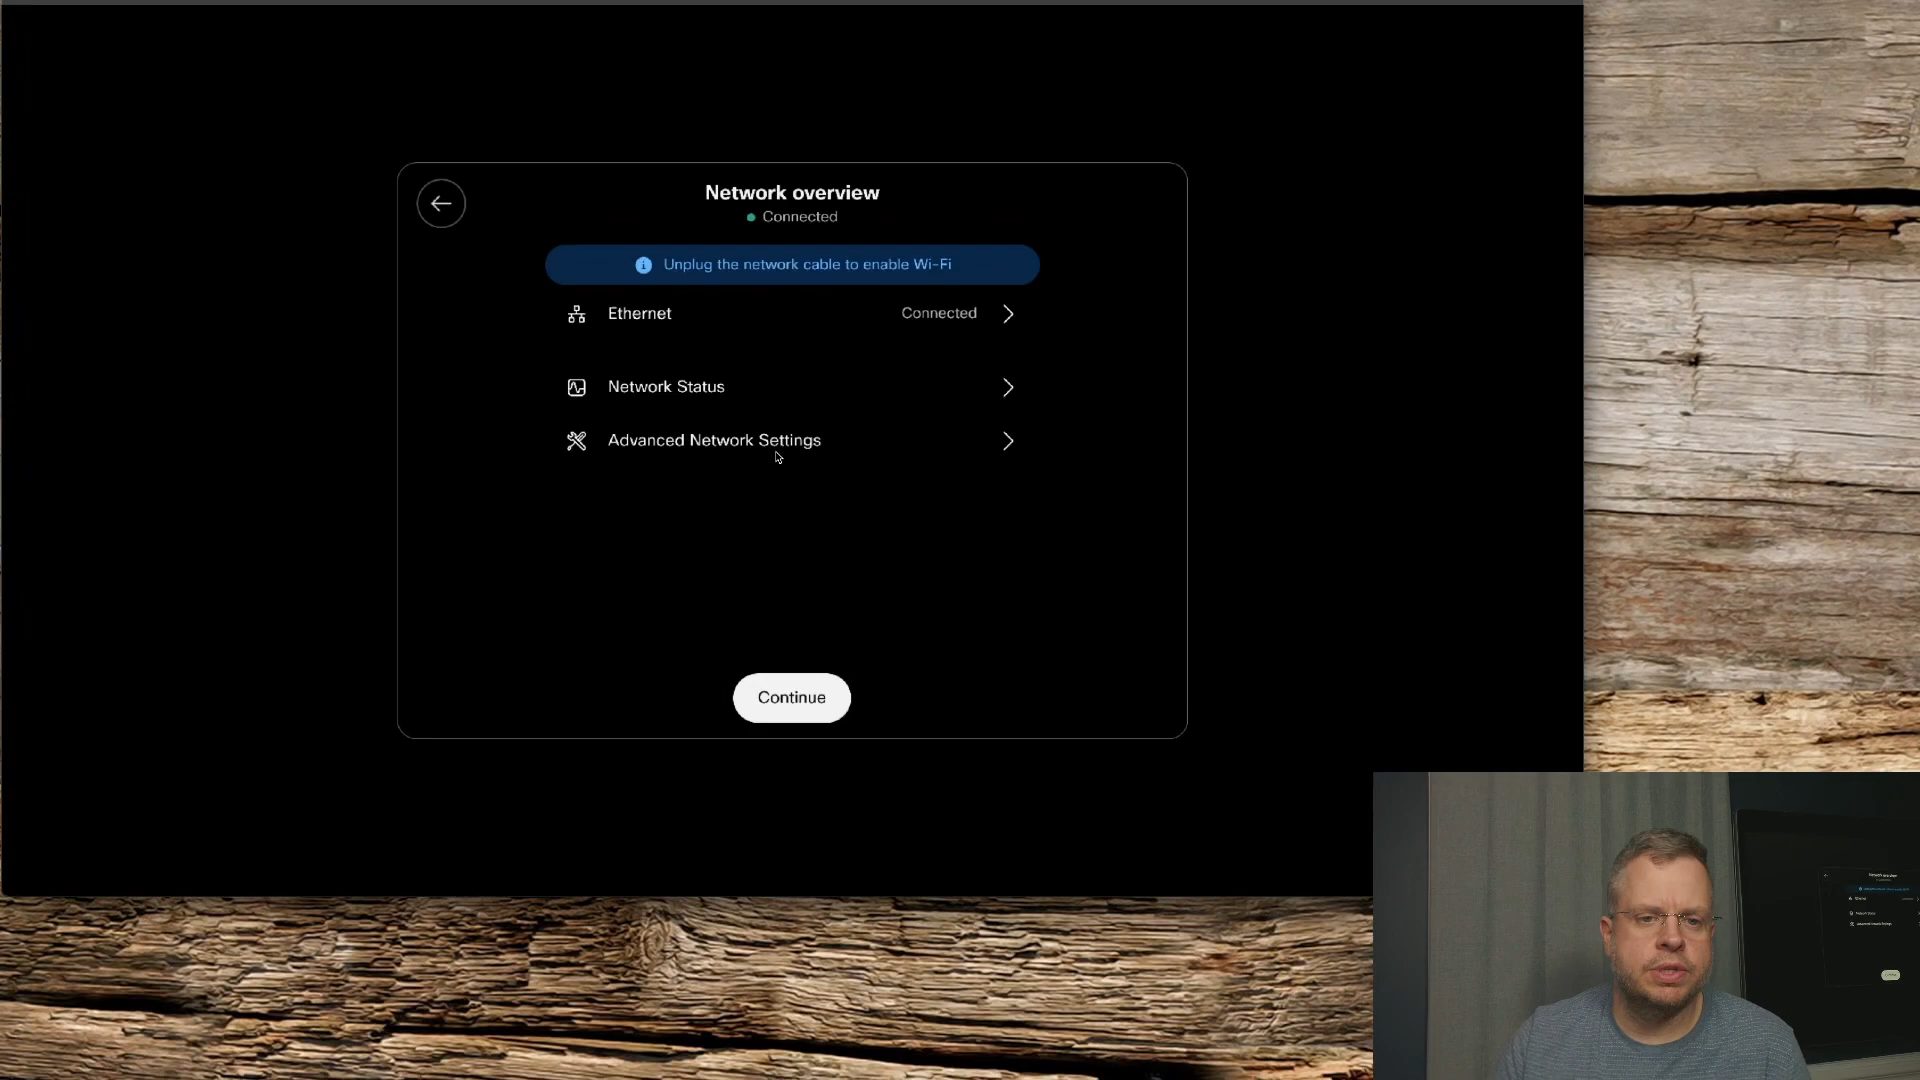 Network overview
Connected
Unplug the network cable to enable Wi-Fi
Ethernet Connected
Network Status
Advanced Network Settings
Continue